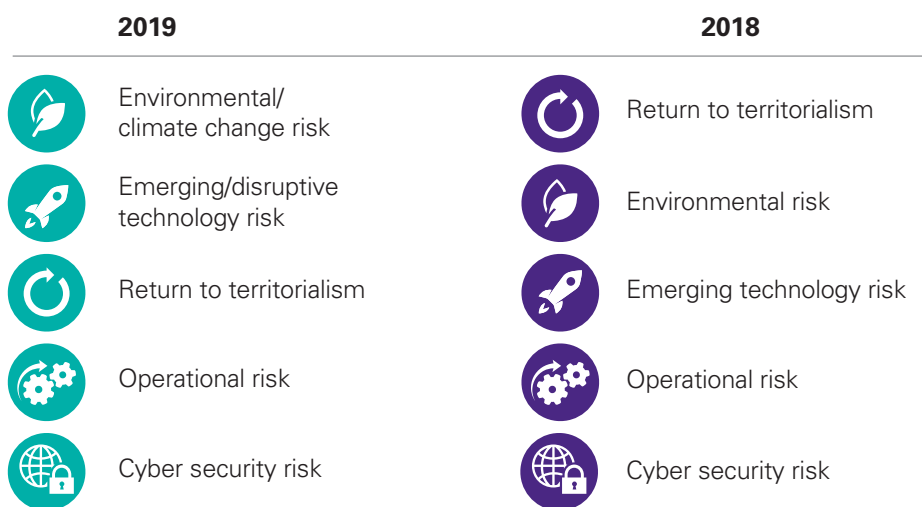 2019
2018
Environmental/
climate change risk
Return to territorialism
Emerging/disruptive
technology risk
Environmental risk
Return to territorialism
Emerging technology risk
Operational risk
Operational risk
Cyber security risk
Cyber security risk